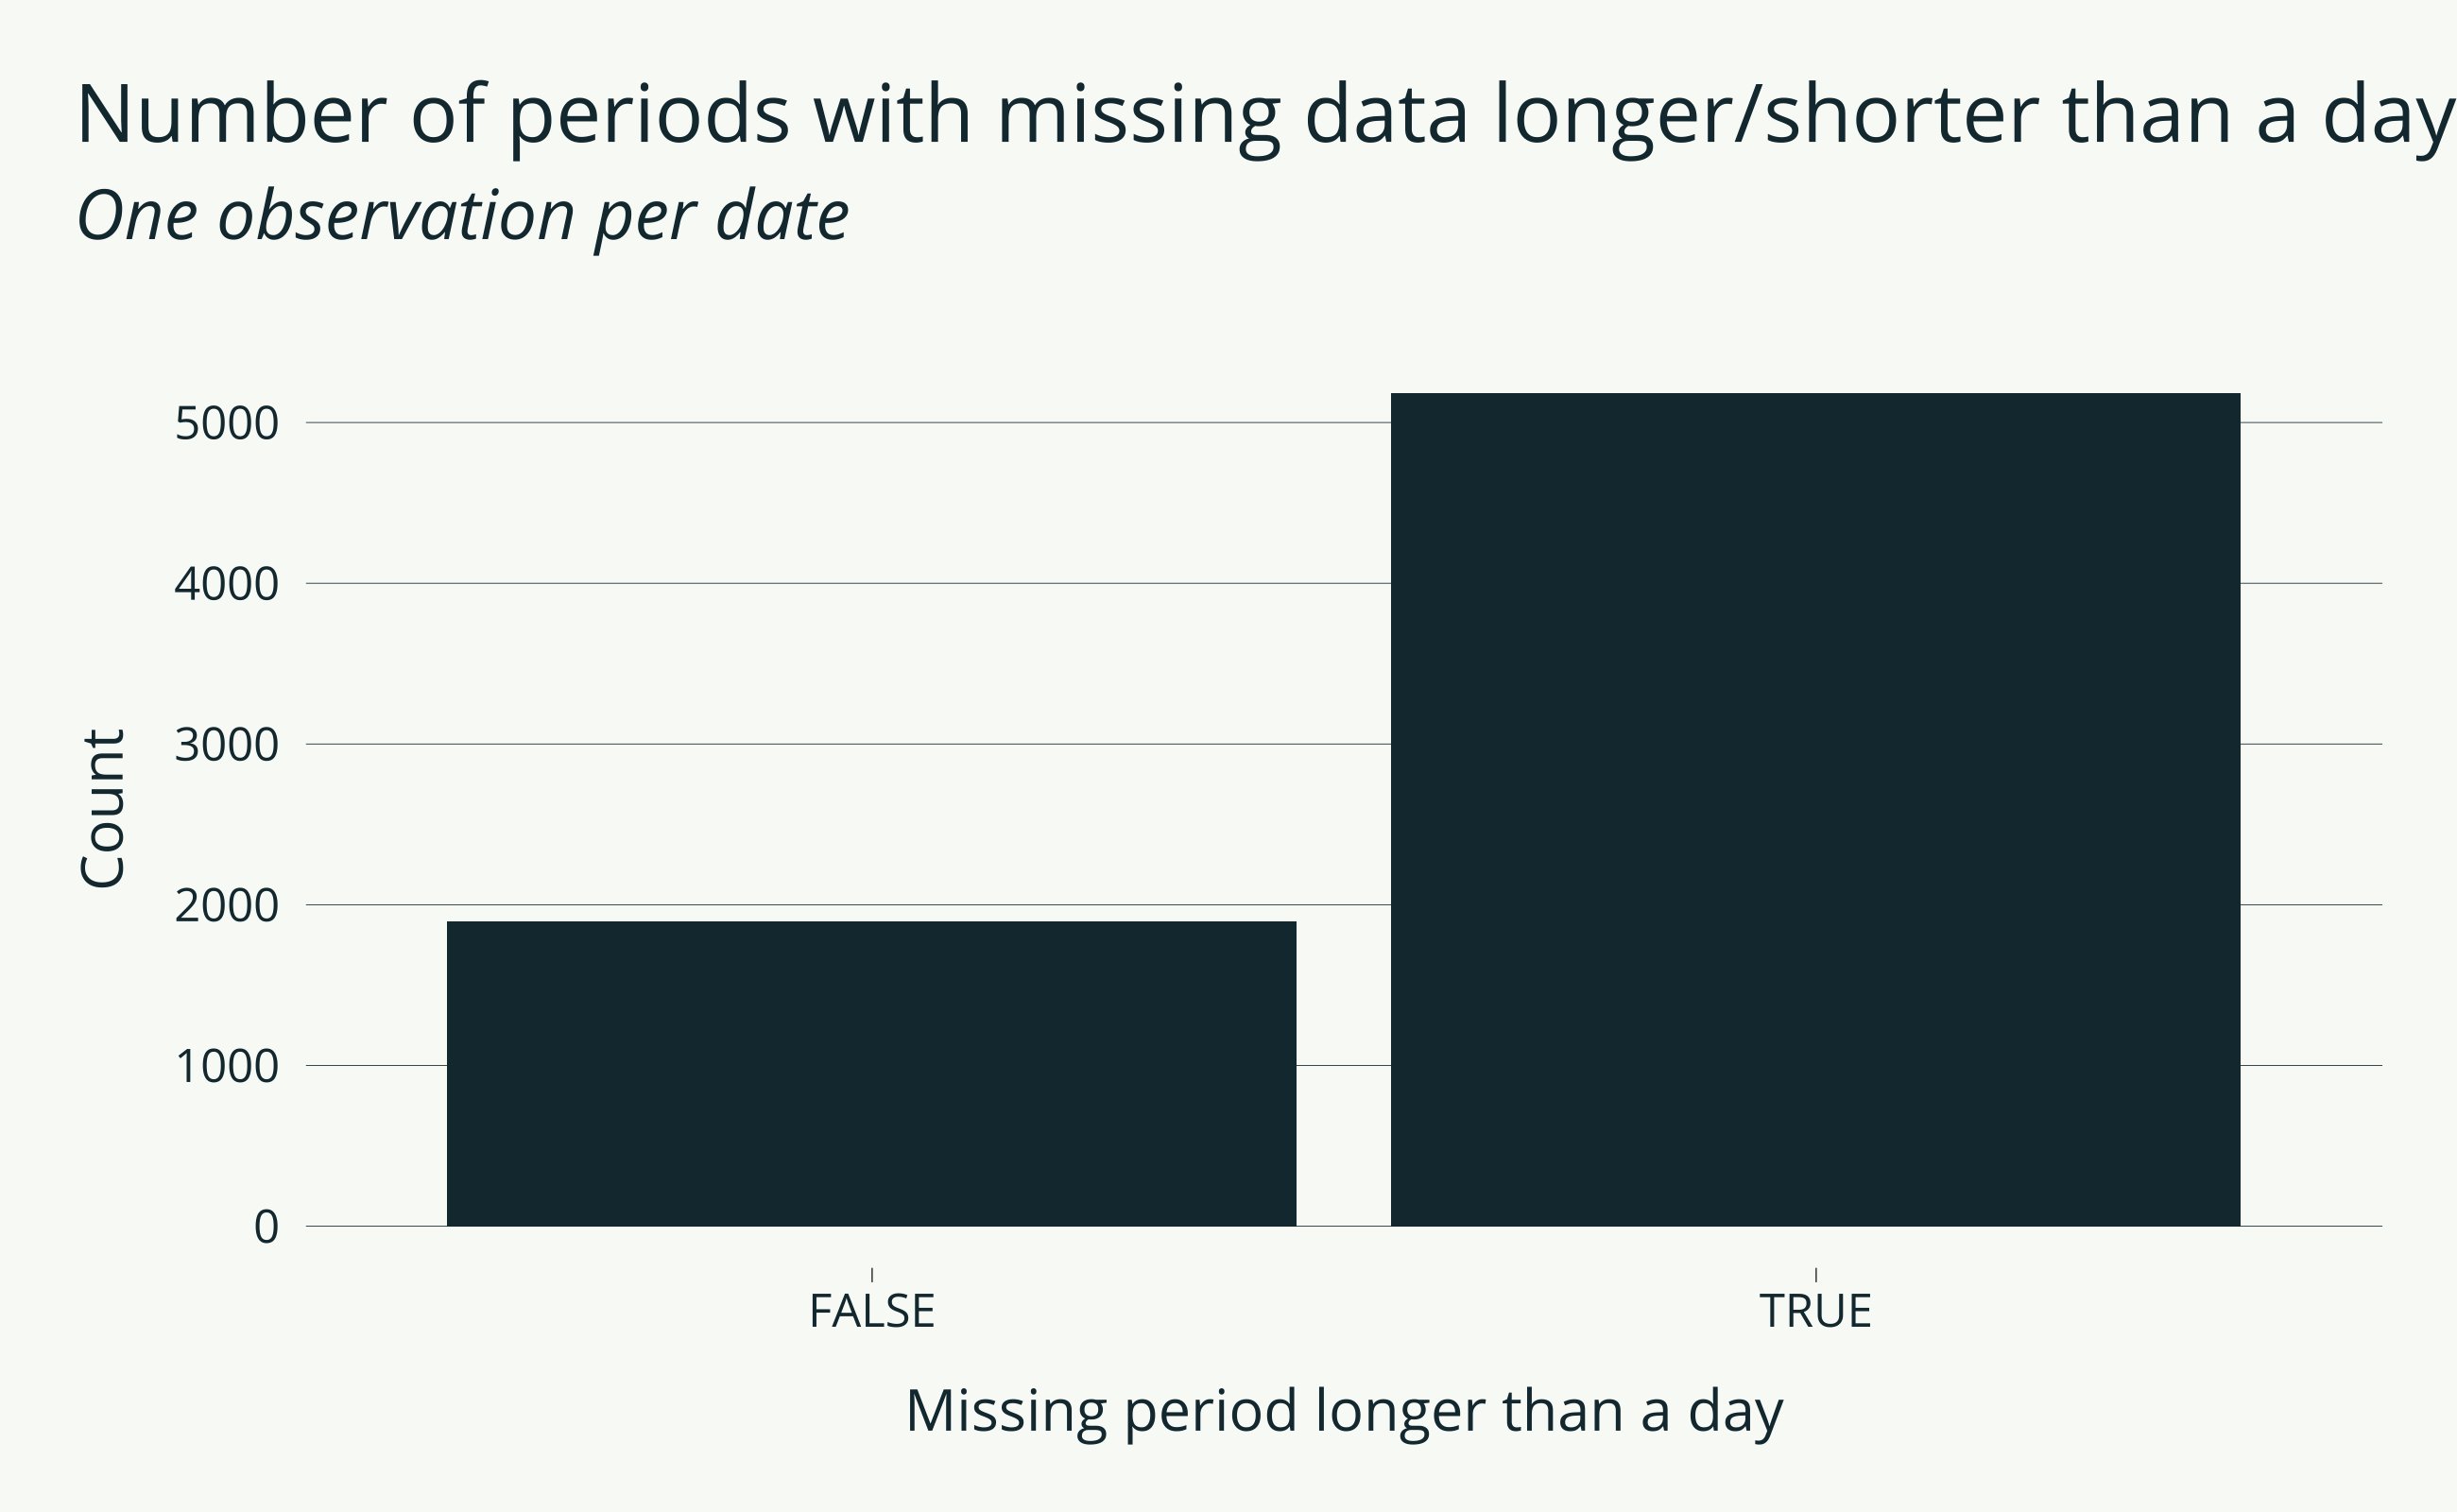 Number of periods with missing data longer/shorter than a day
One observation per date
5000
4000
3000
2000
1000
0
Count
FALSE
TRUE
Missing period longer than a day